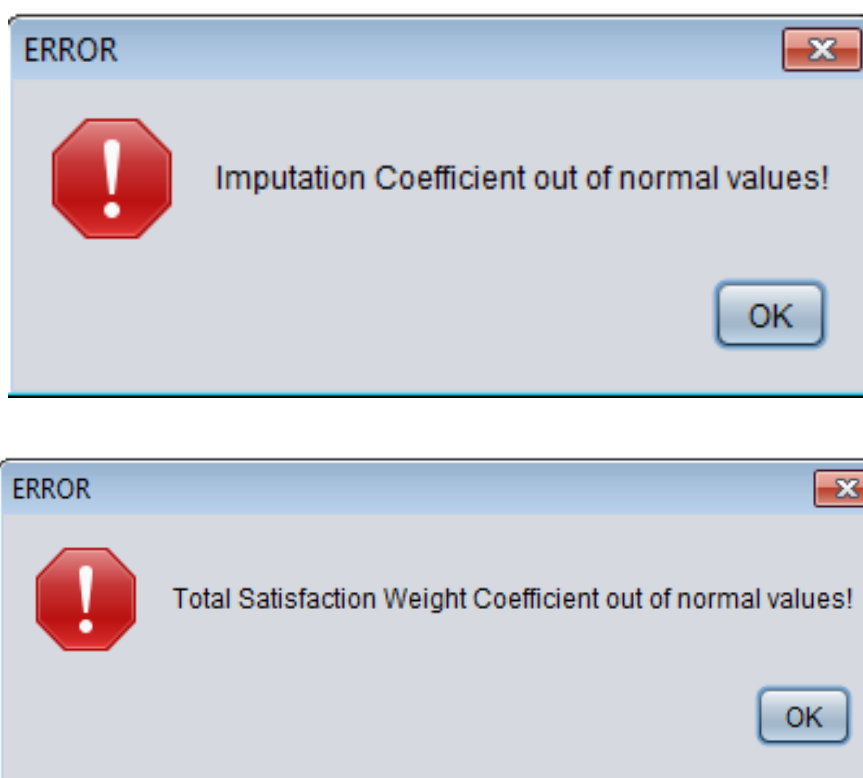 ERROR
Imputation Coefficient out of normal values!
OK
ERROR
Total Satisfaction Weight Coefficient out of normal values!
OK